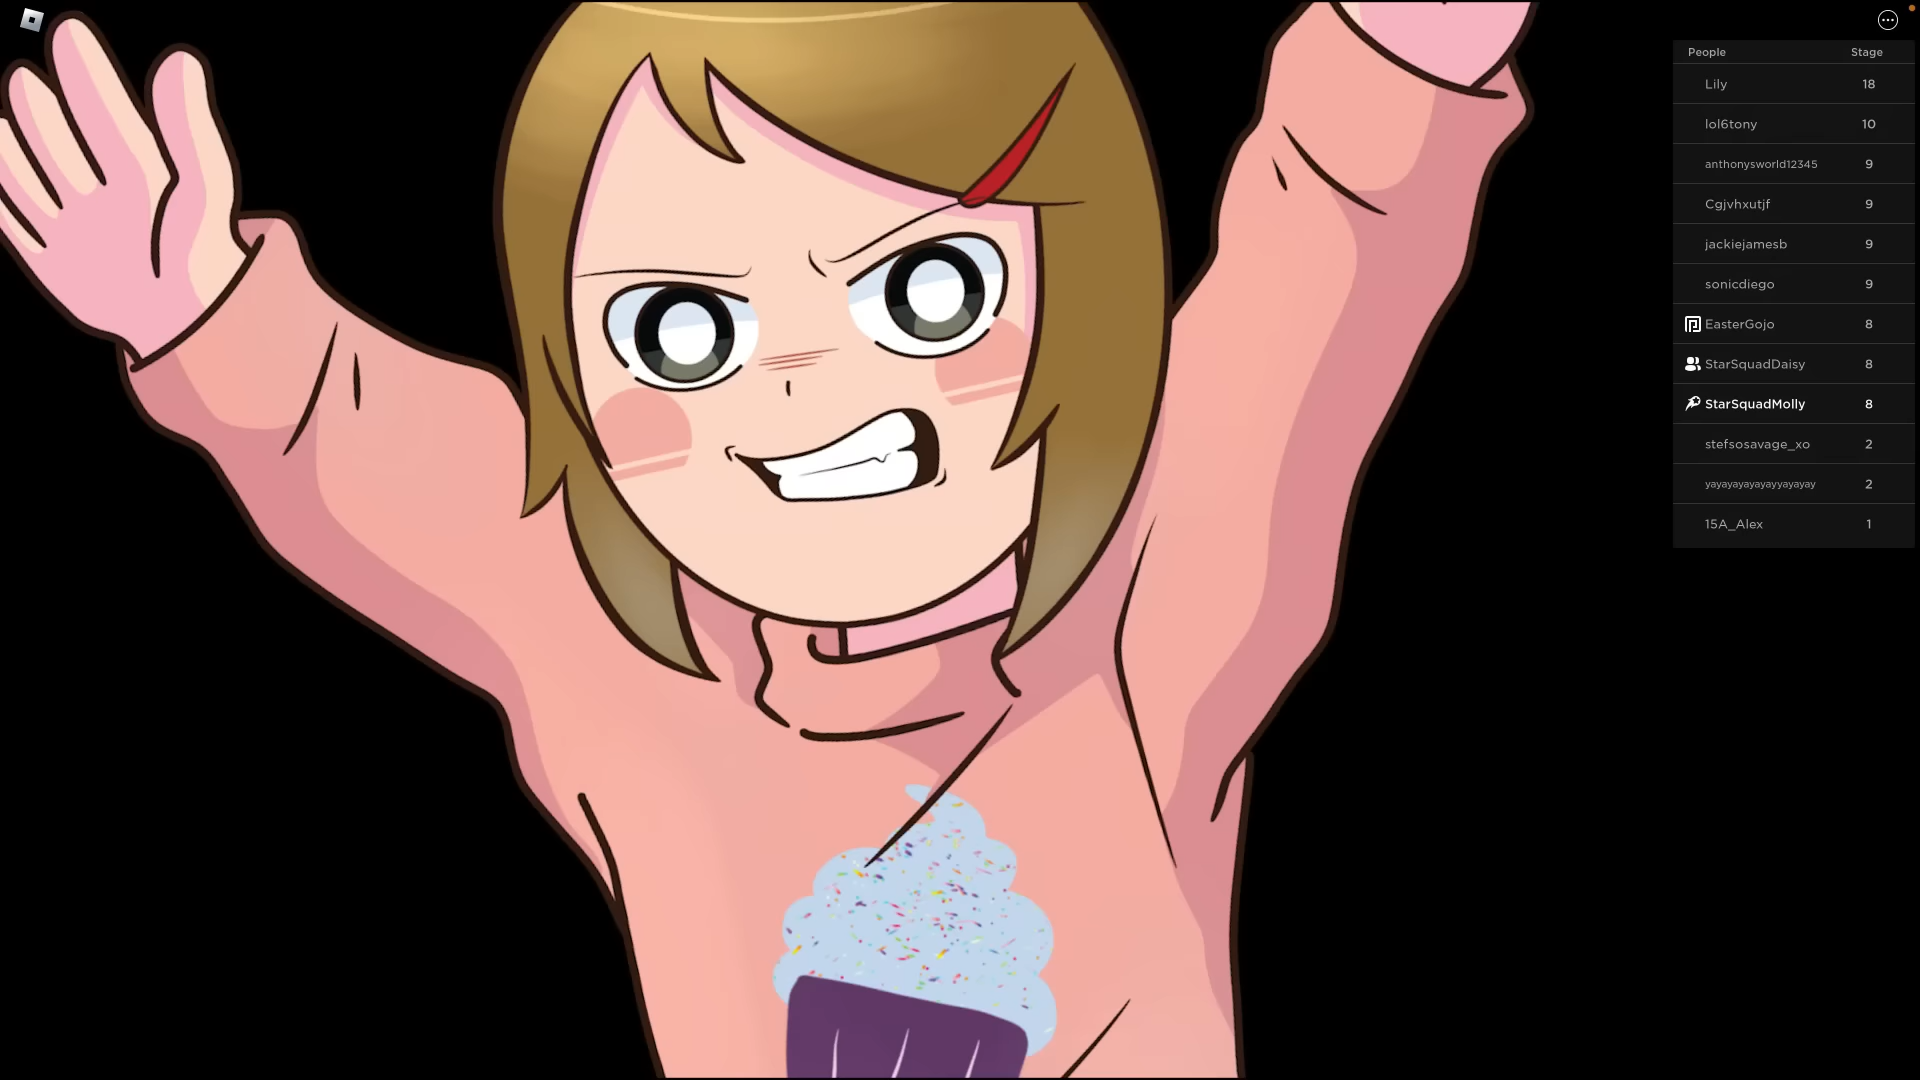 People Stage
Lily 18
lol6tony 10
anthonysworld12345 9
Cgjvhxutjf 9
jackiejamesb 9
sonicdiego 9
EasterGojo 8
StarSquadDaisy 8
StarSquadMolly 8
stefsosavage_xo 2
yayayayayayayyayayay 2
15A_Alex 1